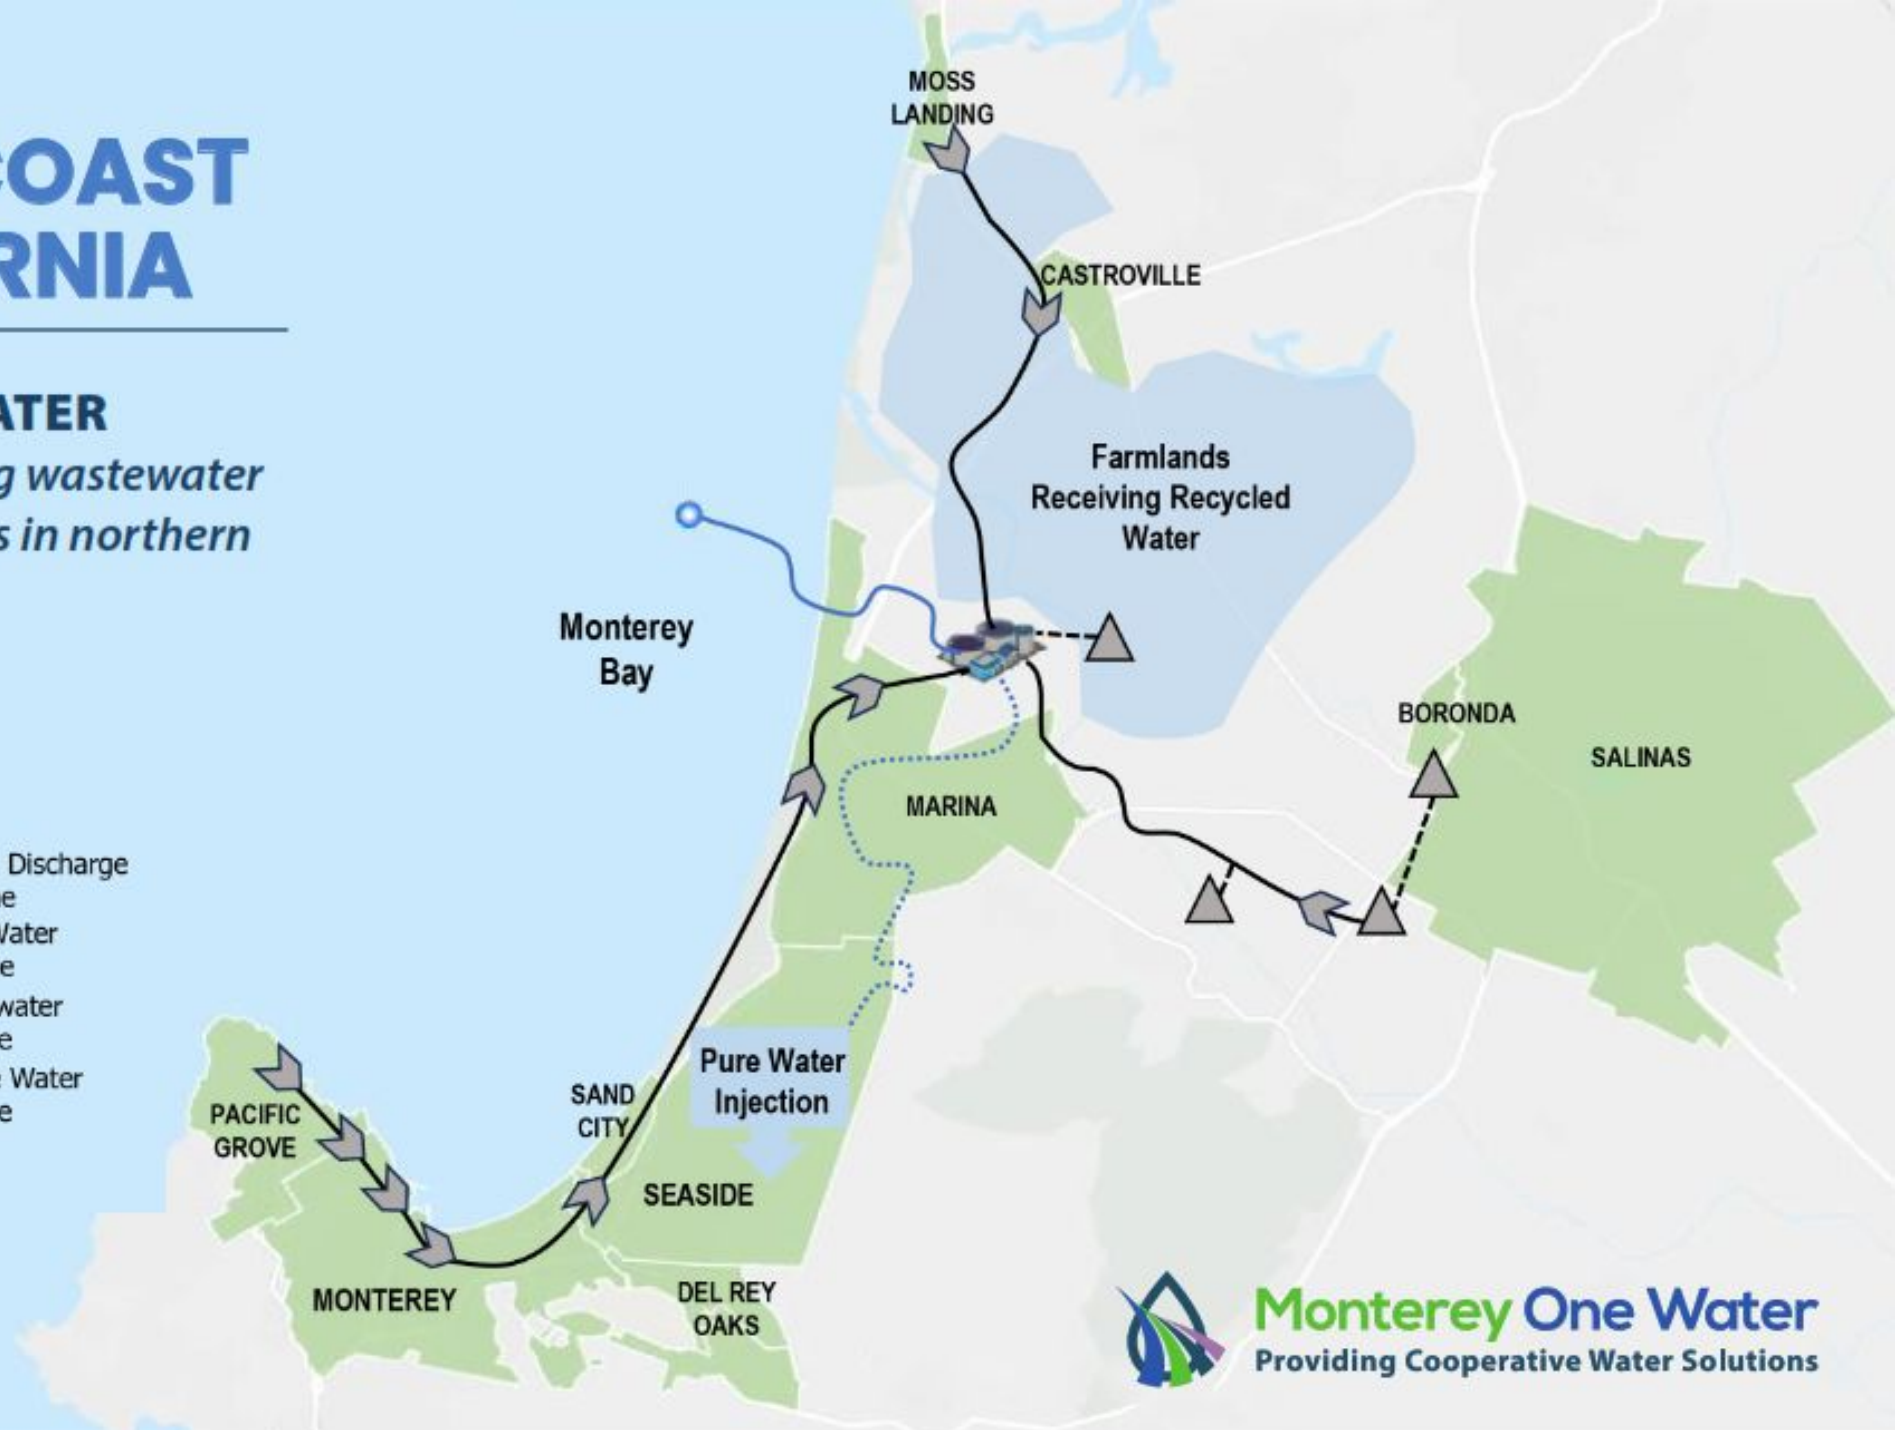 COAST
RNIA
ATER
g wastewater
s in northern
Discharge
e
Water
e
water
e
Water
e
MOSS
LANDING
CASTROVILLE
Farmlands
Receiving Recycled
Water
Monterey
Bay
BORONDA
SALINAS
MARINA
Pure Water
Injection
SAND
CITY
PACIFIC
GROVE
SEASIDE
MONTEREY
DEL REY
OAKS
Monterey One Water
Providing Cooperative Water Solutions